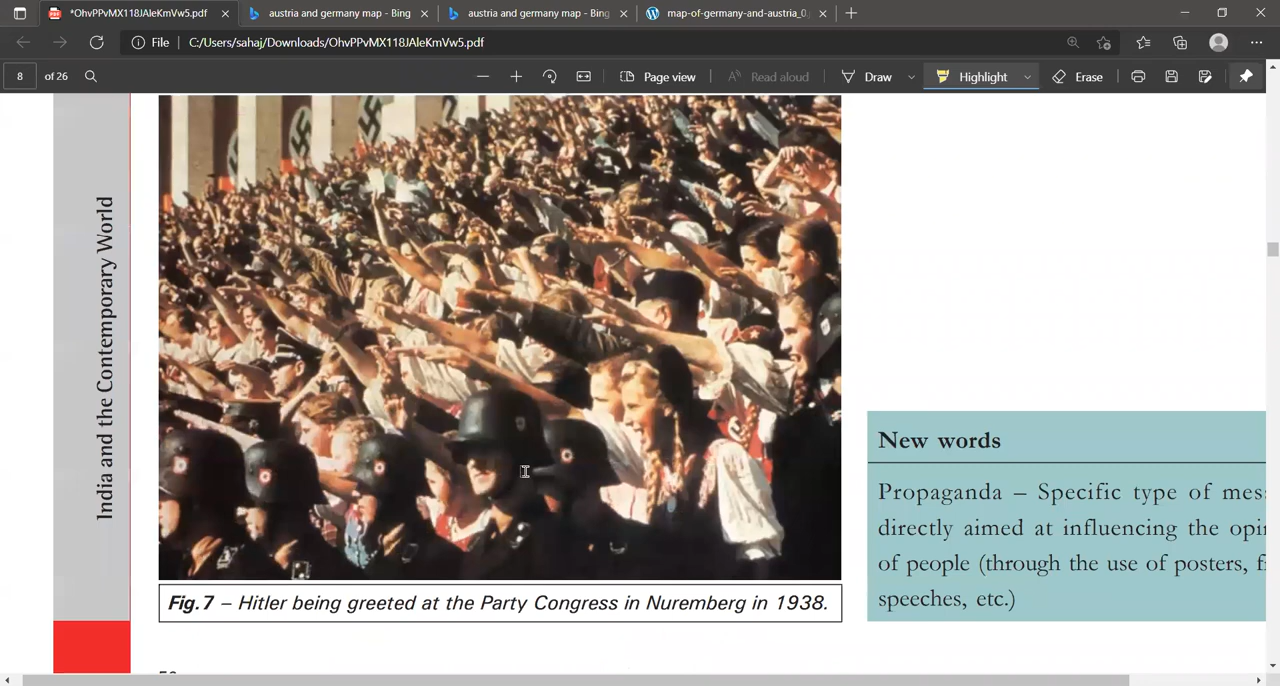 *OhvPPvMX118JAleKmVw5.pdf
austria and germany map - Bing
austria and germany map - Bing
map-of-germany-and-austria_0
File
C:/Users/sahaj/Downloads/OhvPPvMX118JAleKmVw5.pdf
8 of 26
Page view
Read aloud
Draw
Highlight
Erase
India and the Contemporary World
New words
Propaganda – Specific type of mes
directly aimed at influencing the opi
of people (through the use of posters, f
speeches, etc.)
Fig.7 – Hitler being greeted at the Party Congress in Nuremberg in 1938.